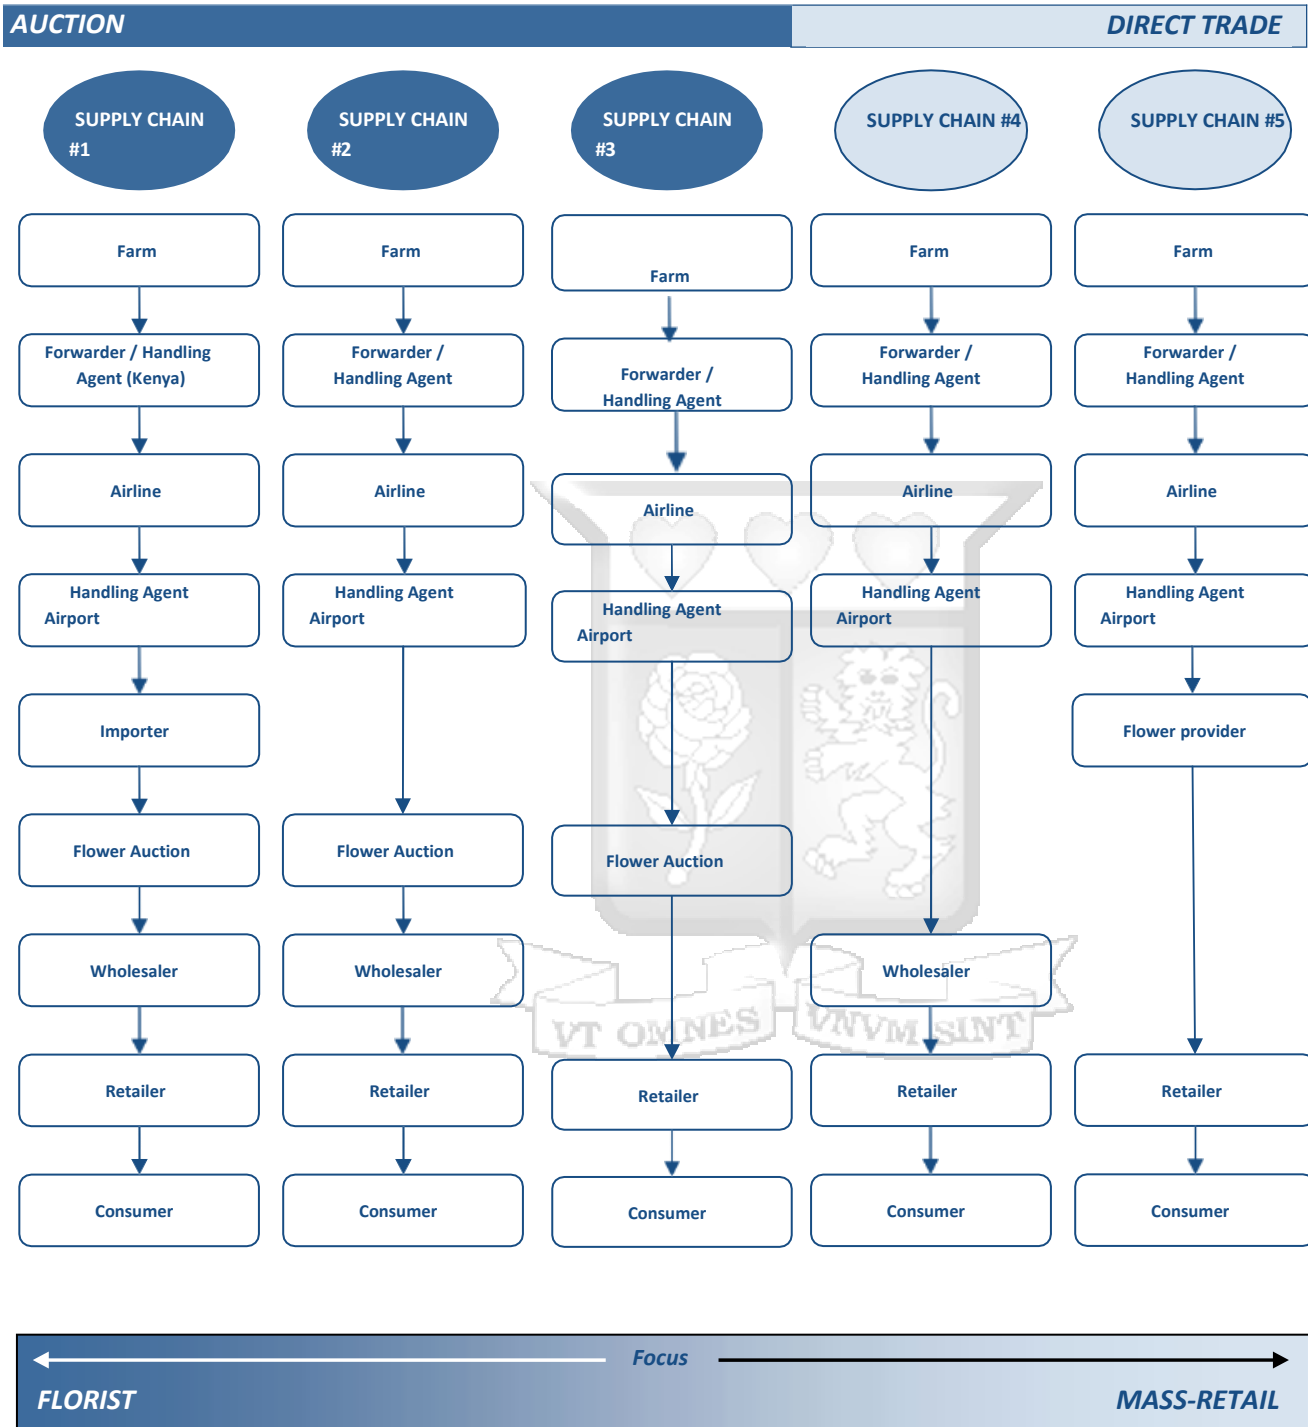 AUCTION
DIRECT TRADE
SUPPLY CHAIN
#1
SUPPLY CHAIN
#2
SUPPLY CHAIN
#3
SUPPLY CHAIN #4
SUPPLY CHAIN #5
Farm
Farm
Farm
Farm
Farm
Forwarder / Handling
Agent (Kenya)
Forwarder /
Handling Agent
Forwarder /
Handling Agent
Forwarder /
Handling Agent
Forwarder /
Handling Agent
Airline
Airline
Airline
Airline
Airline
Handling Agent
Airport
Handling Agent
Airport
Handling Agent
Airport
Handling Agent
Airport
Handling Agent
Airport
Importer
Flower provider
Flower Auction
Flower Auction
Flower Auction
Wholesaler
Wholesaler
Wholesaler
VT OMNES VNVM SINT
Retailer
Retailer
Retailer
Retailer
Retailer
Consumer
Consumer
Consumer
Consumer
Consumer
Focus
FLORIST
MASS-RETAIL